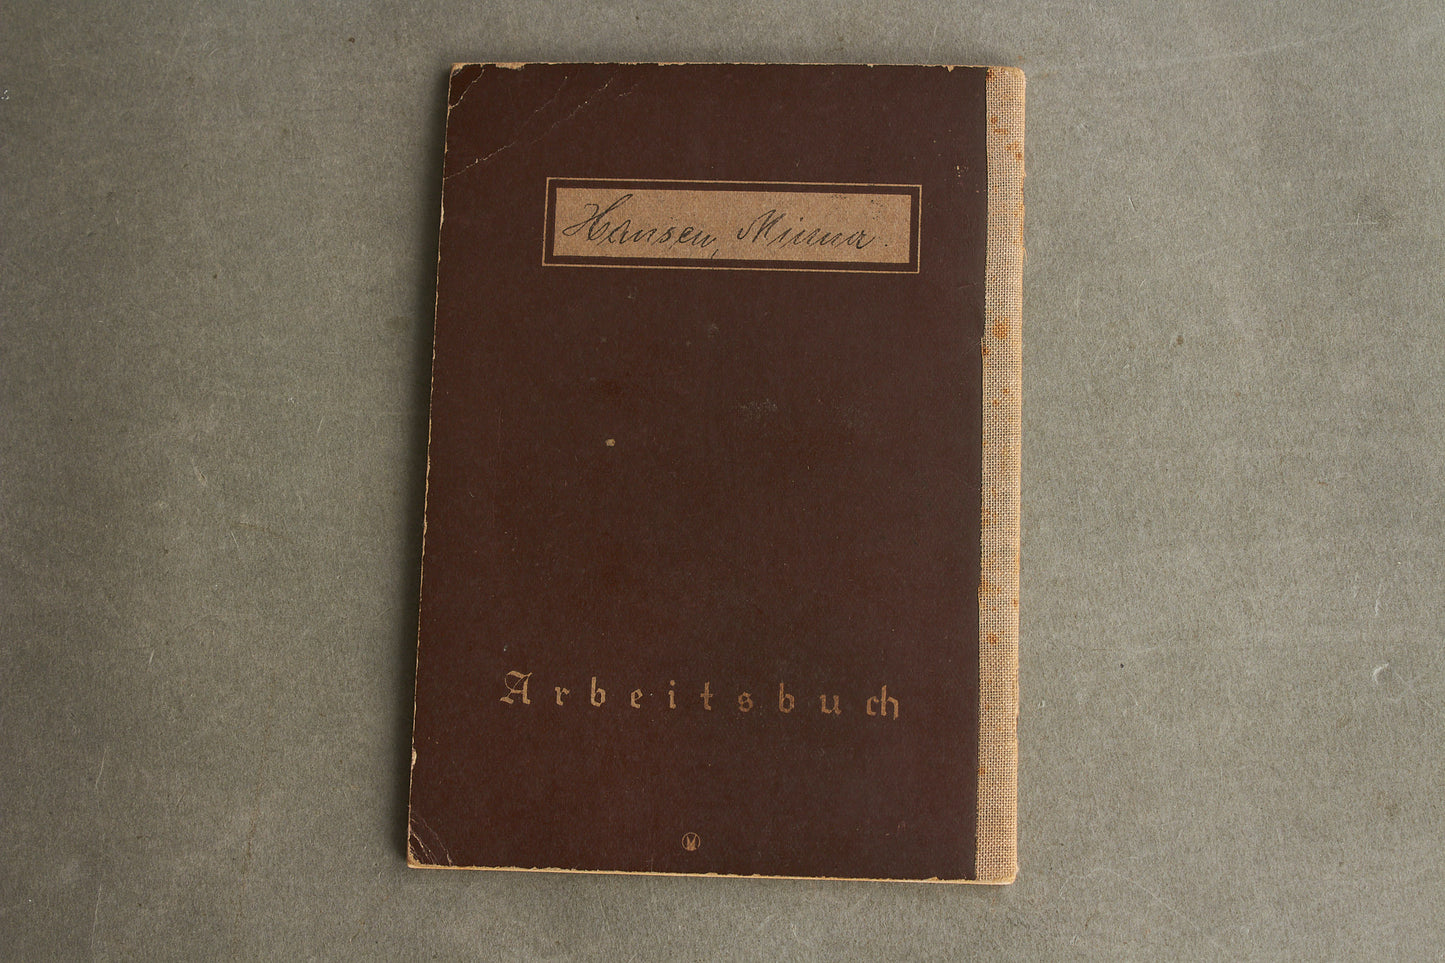 Hansen, Minna.
Arbeitsbuch